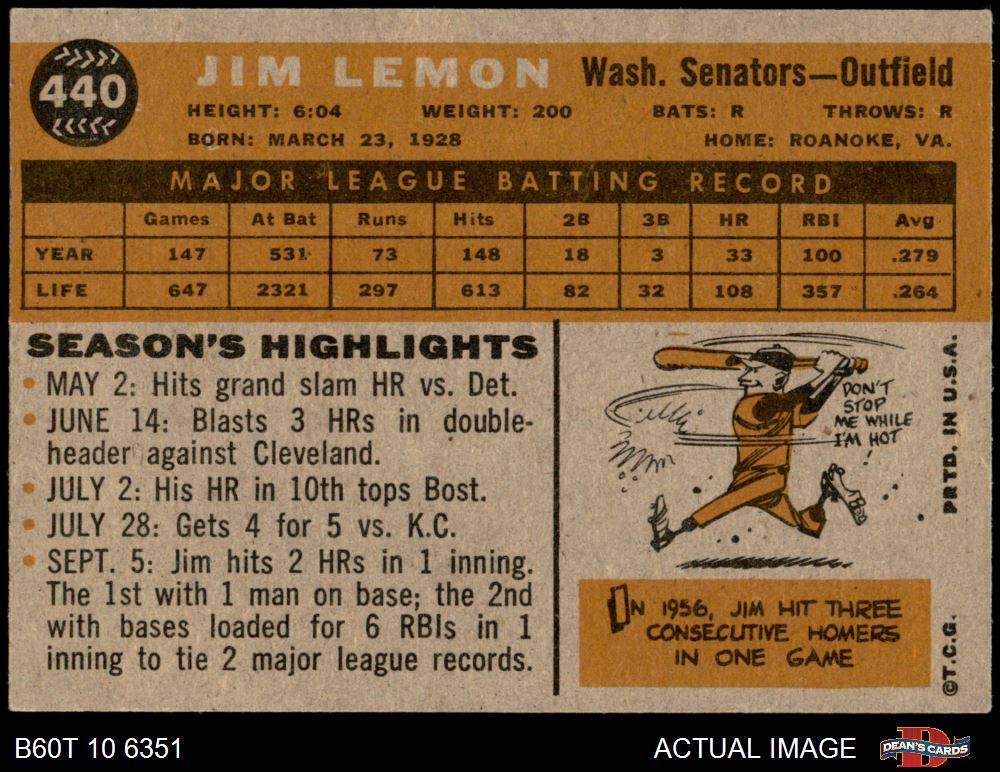 440
JIM LEMON Wash. Senators—Outfield
HEIGHT: 6:04 WEIGHT: 200 BATS: R THROWS: R
BORN: MARCH 23, 1928 HOME: ROANOKE, VA.
MAJOR LEAGUE BATTING RECORD
Games At Bat Runs Hits 2B 3B HR RBI Avg
YEAR 147 531 73 148 18 3 33 100 .279
LIFE 647 2321 297 613 82 32 108 357 .264
SEASON'S HIGHLIGHTS
• MAY 2: Hits grand slam HR vs. Det.
• JUNE 14: Blasts 3 HRs in double-
header against Cleveland.
• JULY 2: His HR in 10th tops Bost.
• JULY 28: Gets 4 for 5 vs. K.C.
• SEPT. 5: Jim hits 2 HRs in 1 inning.
The 1st with 1 man on base; the 2nd
with bases loaded for 6 RBIs in 1
inning to tie 2 major league records.
DON'T
STOP
ME WHILE
I'M HOT
IN 1956, JIM HIT THREE
CONSECUTIVE HOMERS
IN ONE GAME
©T.C.G. PRTD. IN U.S.A.
B60T 10 6351 ACTUAL IMAGE DEAN'S CARDS